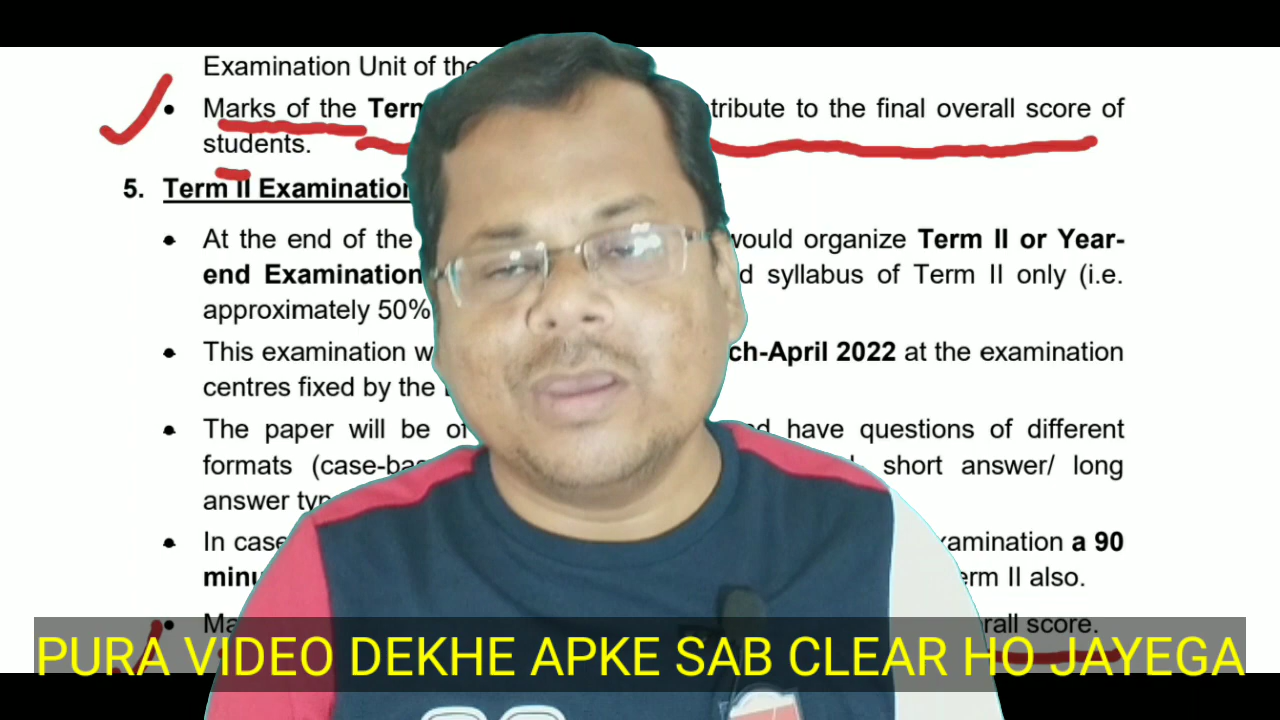 Examination Unit of the
• Marks of the Term tribute to the final overall score of
students.
5. Term II Examination
• At the end of the would organize Term II or Year-
end Examination syllabus of Term II only (i.e.
approximately 50%
• This examination ch-April 2022 at the examination
centres fixed by the
• The paper will be of have questions of different
formats (case-bas short answer/ long
answer typ
• In case xamination a 90
minu erm II also.
• Ma rall score.
PURA VIDEO DEKHE APKE SAB CLEAR HO JAYEGA